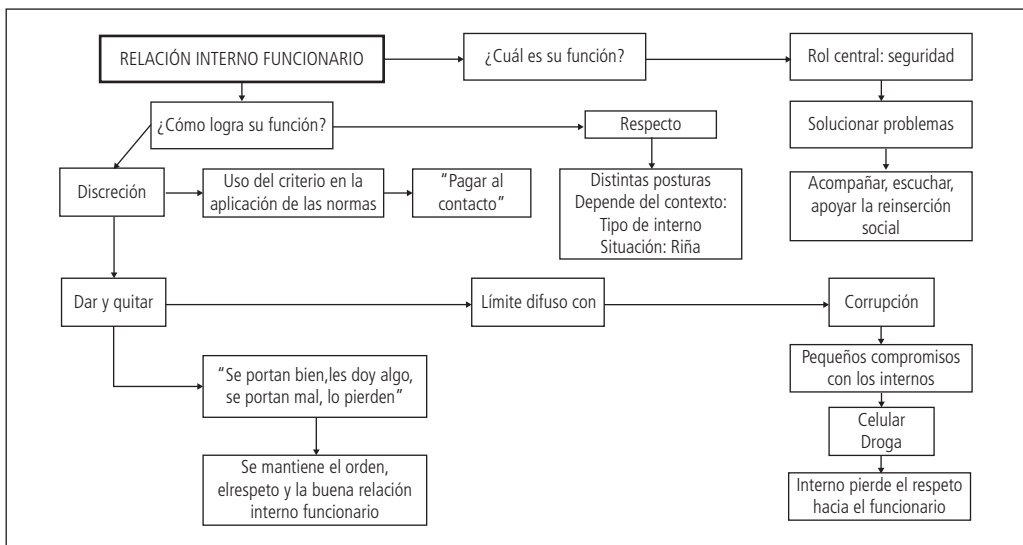 RELACIÓN INTERNO FUNCIONARIO
¿Cuál es su función?
Rol central: seguridad
¿Cómo logra su función?
Respecto
Solucionar problemas
Discreción
Uso del criterio en la
aplicación de las normas
“Pagar al
contacto”
Distintas posturas
Depende del contexto:
Tipo de interno
Situación: Riña
Acompañar, escuchar,
apoyar la reinserción
social
Dar y quitar
Límite difuso con
Corrupción
“Se portan bien,les doy algo,
se portan mal, lo pierden”
Pequeños compromisos
con los internos
Celular
Droga
Se mantiene el orden,
elrespeto y la buena relación
interno funcionario
Interno pierde el respeto
hacia el funcionario